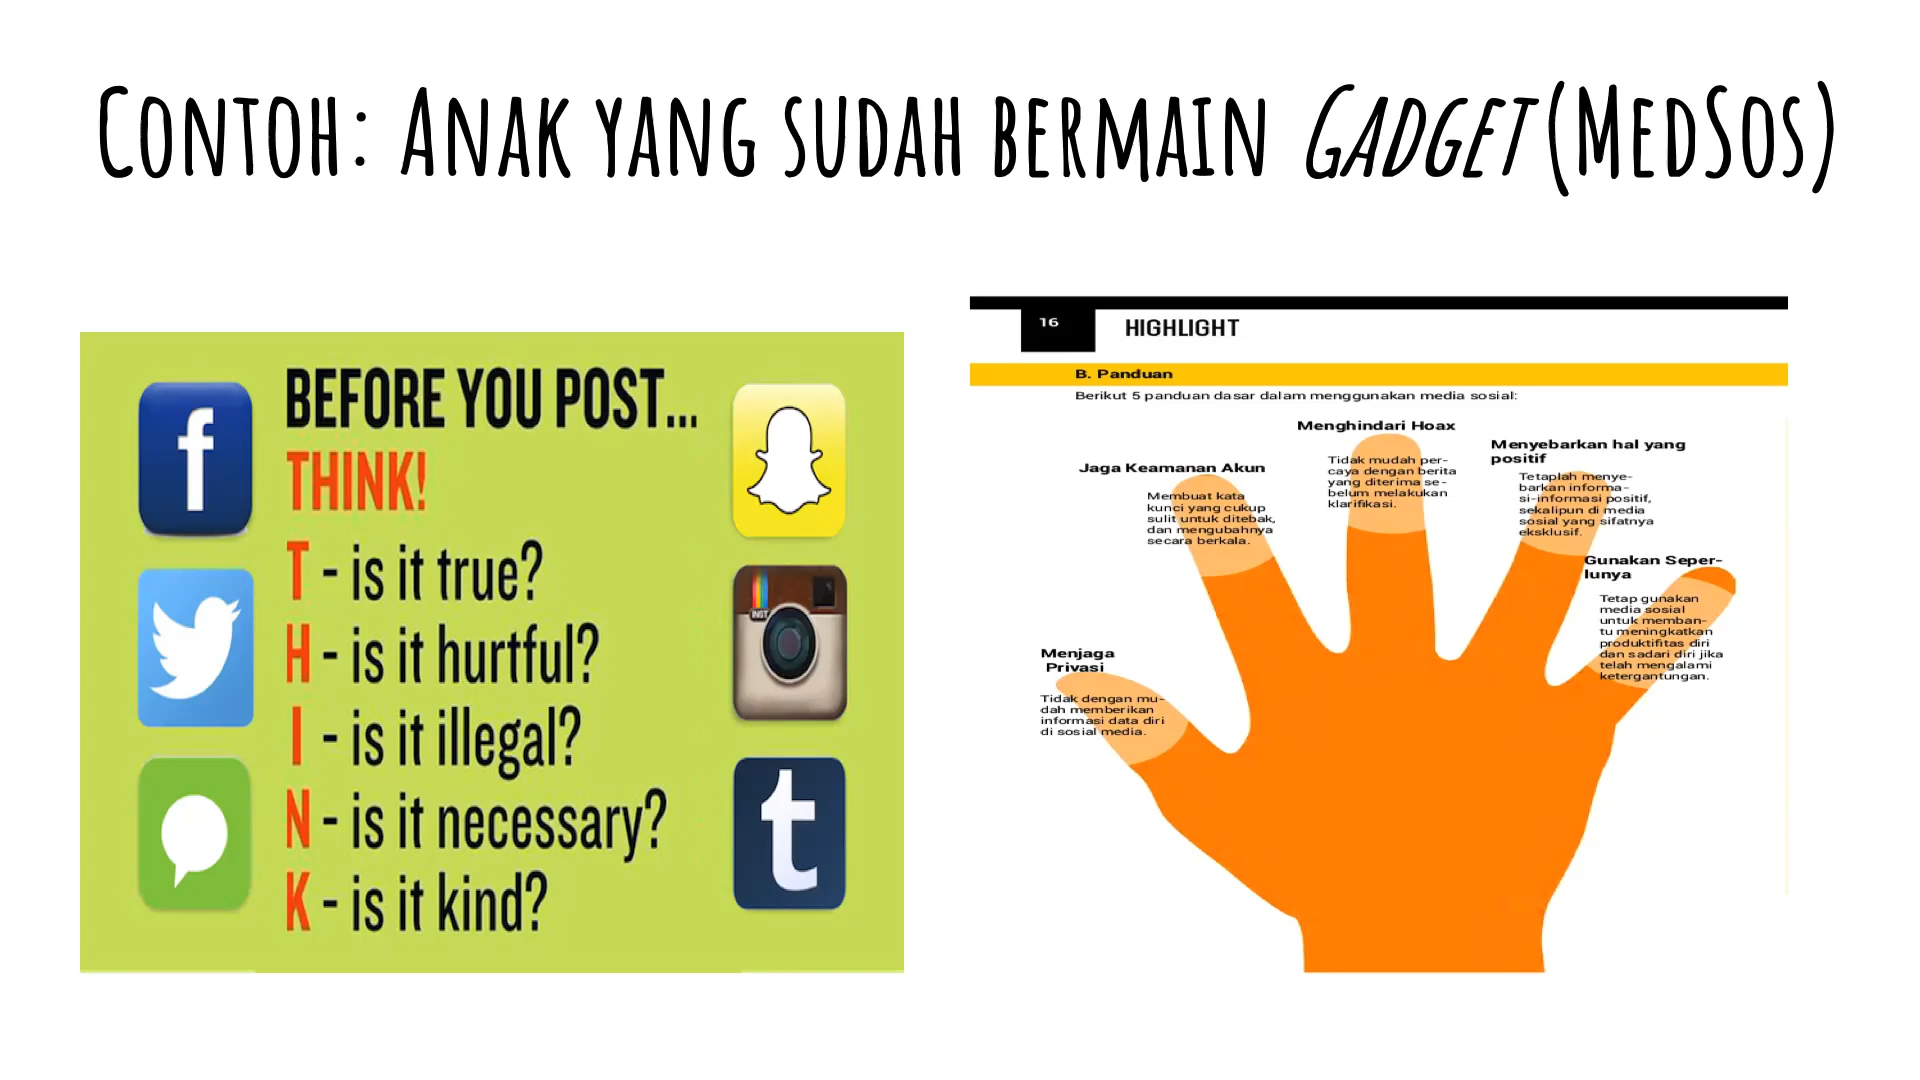 Contoh: Anak yang sudah bermain Gadget (MedSos)
BEFORE YOU POST...
THINK!
T - is it true?
H - is it hurtful?
I - is it illegal?
N - is it necessary?
K - is it kind?
f
INST
t
16
HIGHLIGHT
B. Panduan
Berikut 5 panduan dasar dalam menggunakan media sosial:
Menjaga
Privasi
Tidak dengan mu-
dah memberikan
informasi data diri
di sosial media.
Jaga Keamanan Akun
Membuat kata
kunci yang cukup
sulit untuk ditebak,
dan mengubahnya
secara berkala.
Menghindari Hoax
Tidak mudah per-
caya dengan berita
yang diterima se-
belum melakukan
klarifikasi.
Menyebarkan hal yang
positif
Tetaplah menye-
barkan informa-
si-informasi positif,
sekalipun di media
sosial yang sifatnya
eksklusif.
Gunakan Seper-
lunya
Tetap gunakan
media sosial
untuk memban-
tu meningkatkan
produktifitas diri
dan sadari diri jika
telah mengalami
ketergantungan.